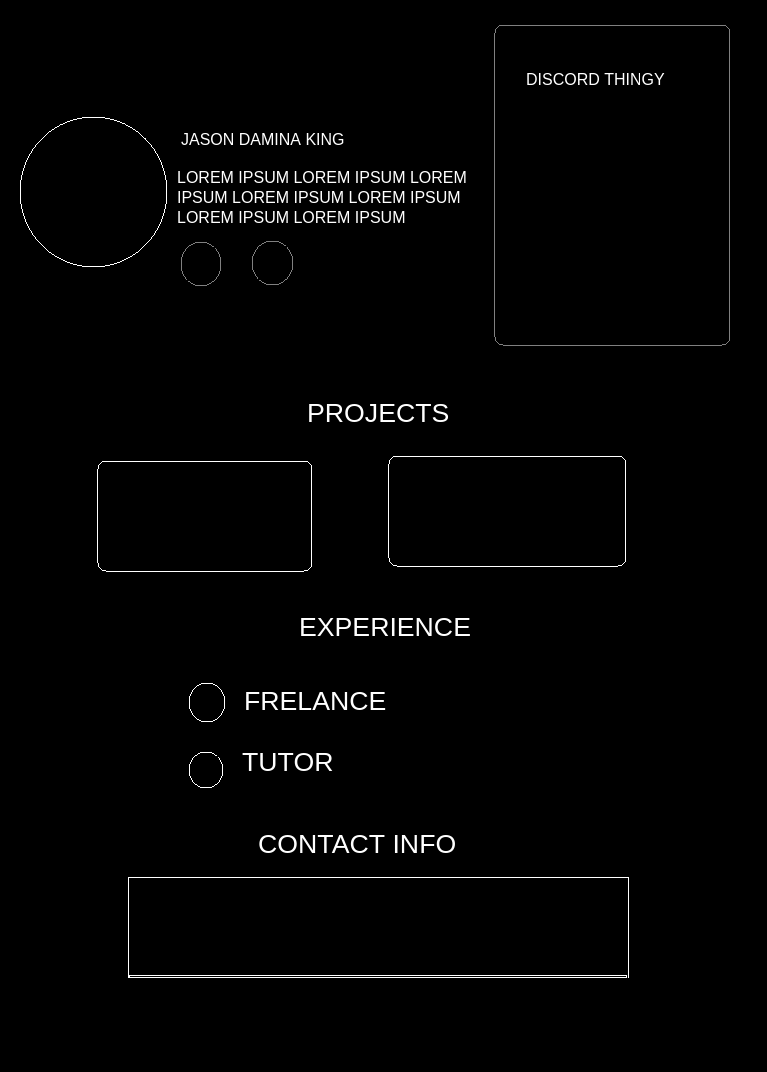 DISCORD THINGY
JASON DAMINA KING
LOREM IPSUM LOREM IPSUM LOREM
IPSUM LOREM IPSUM LOREM IPSUM
LOREM IPSUM LOREM IPSUM
PROJECTS
EXPERIENCE
FRELANCE
TUTOR
CONTACT INFO